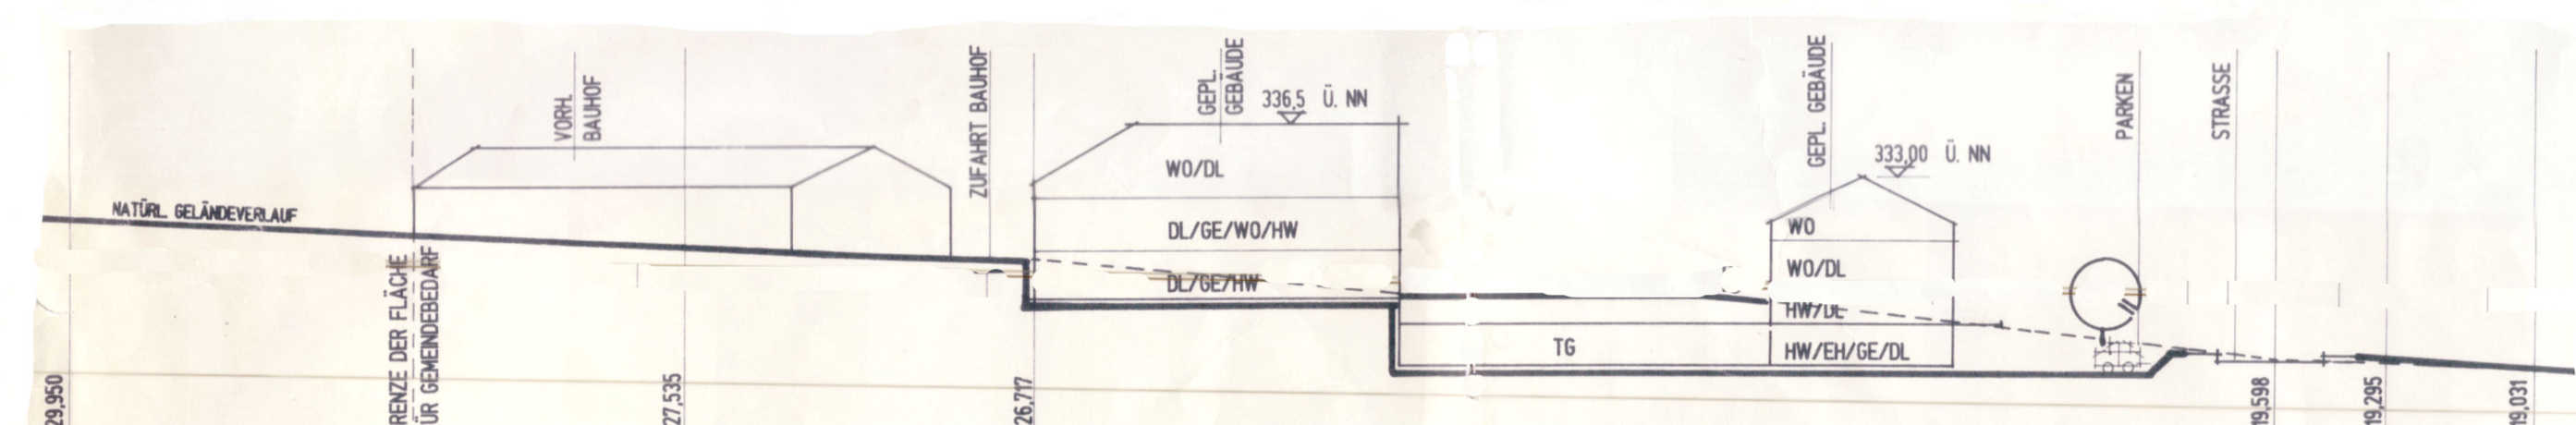 VORH.
BAUHOF
ZUFAHRT BAUHOF
GEPL.
GEBÄUDE
336,5 Ü. NN
GEPL. GEBÄUDE
333,00 Ü. NN
PARKEN
STRASSE
NATÜRL. GELÄNDEVERLAUF
WO/DL
DL/GE/WO/HW
DL/GE/HW
WO
WO/DL
HW/DL
HW/EH/GE/DL
TG
RENZE DER FLÄCHE
ÜR GEMEINDEBEDARF
29,950
27,535
26,717
19,598
19,295
19,031